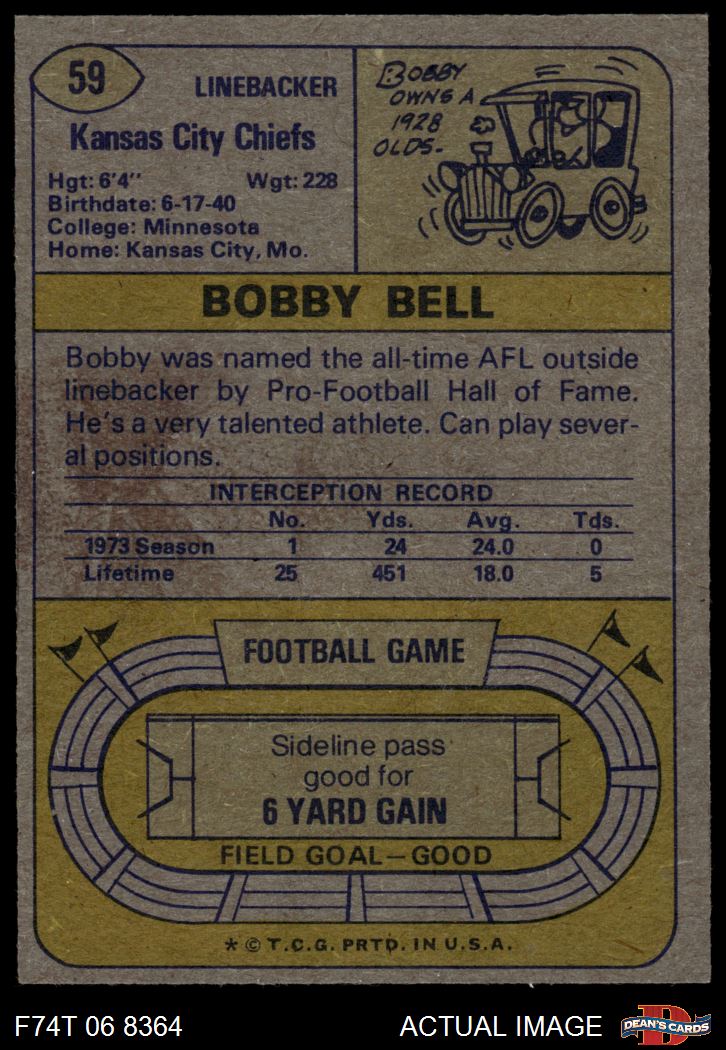 59
LINEBACKER
Kansas City Chiefs
Hgt: 6'4" Wgt: 228
Birthdate: 6-17-40
College: Minnesota
Home: Kansas City, Mo.
BOBBY
OWNS A
1928
OLDS.
BOBBY BELL
Bobby was named the all-time AFL outside
linebacker by Pro-Football Hall of Fame.
He's a very talented athlete. Can play sever-
al positions.
INTERCEPTION RECORD
No. Yds. Avg. Tds.
1973 Season 1 24 24.0 0
Lifetime 25 451 18.0 5
FOOTBALL GAME
Sideline pass
good for
6 YARD GAIN
FIELD GOAL—GOOD
* © T.C.G. PRTD. IN U.S.A.
F74T 06 8364 ACTUAL IMAGE
D
DEAN'S CARDS